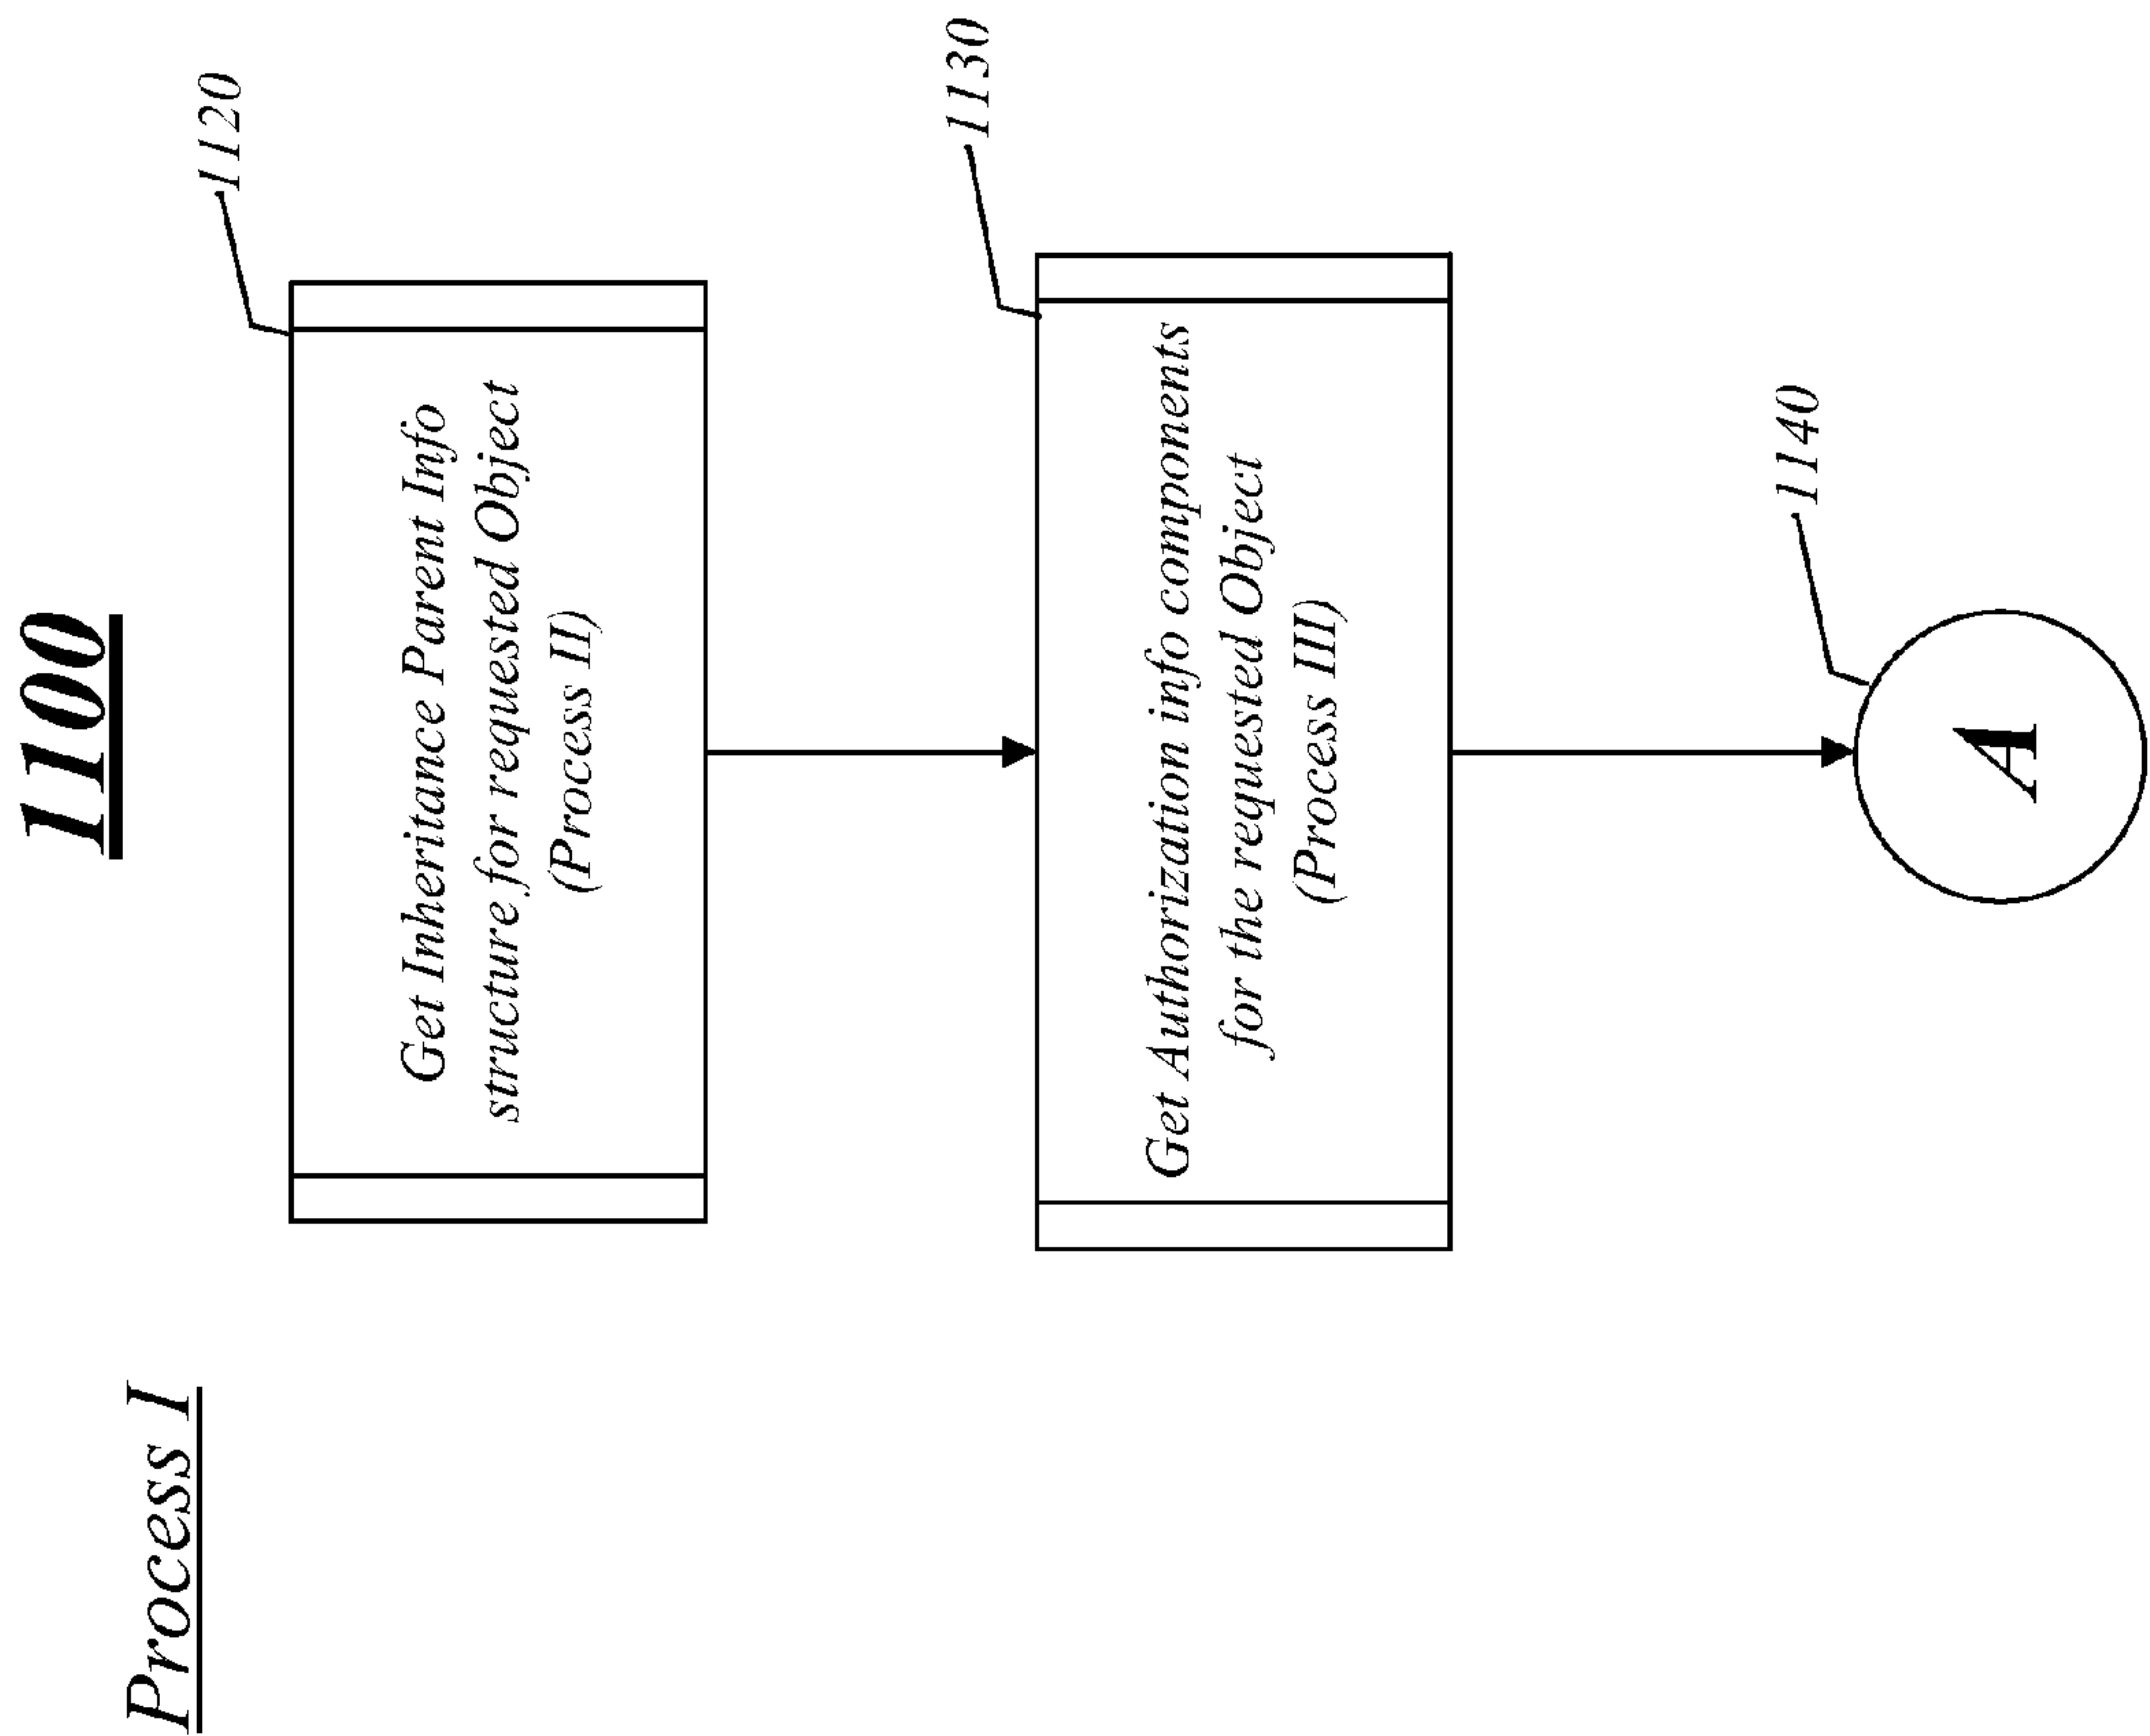 1100
Process I
1120
Get Inheritance Parent Info
structure for requested Object
(Process II)
1130
Get Authorization info components
for the requested Object
(Process III)
1140
A